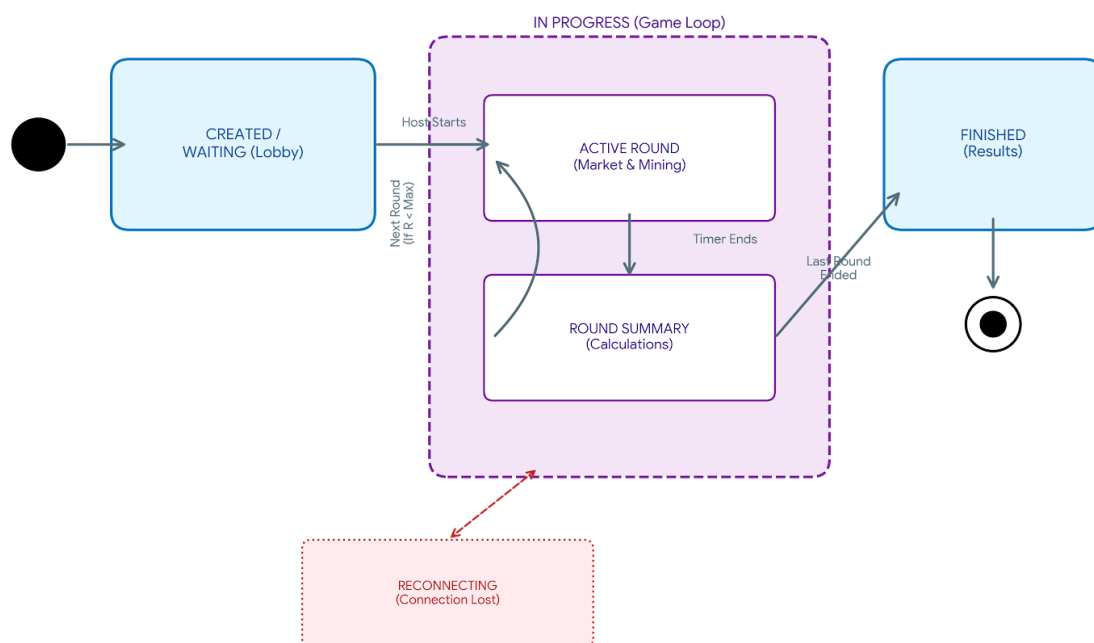 IN PROGRESS (Game Loop)
CREATED /
WAITING (Lobby)
Host Starts
ACTIVE ROUND
(Market & Mining)
FINISHED
(Results)
Next Round
(If R < Max)
Timer Ends
Last Round
Ended
ROUND SUMMARY
(Calculations)
RECONNECTING
(Connection Lost)